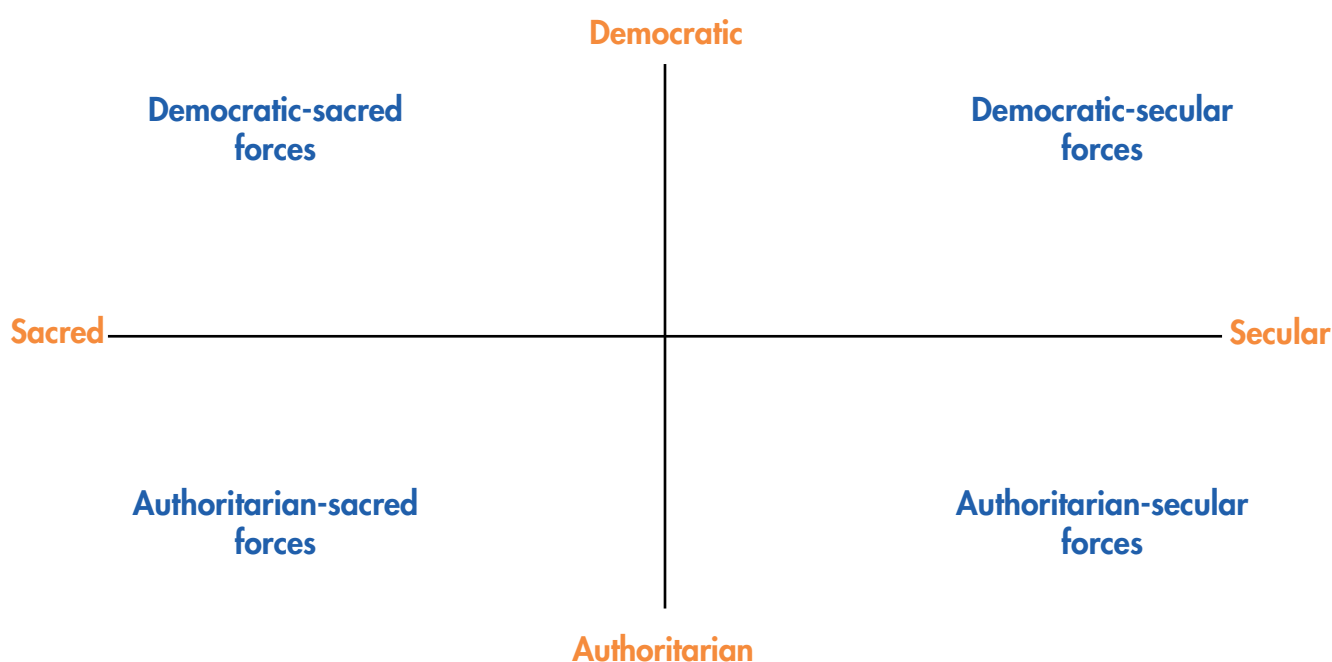 Democratic
Democratic-sacred
forces
Democratic-secular
forces
Sacred
Secular
Authoritarian-sacred
forces
Authoritarian-secular
forces
Authoritarian